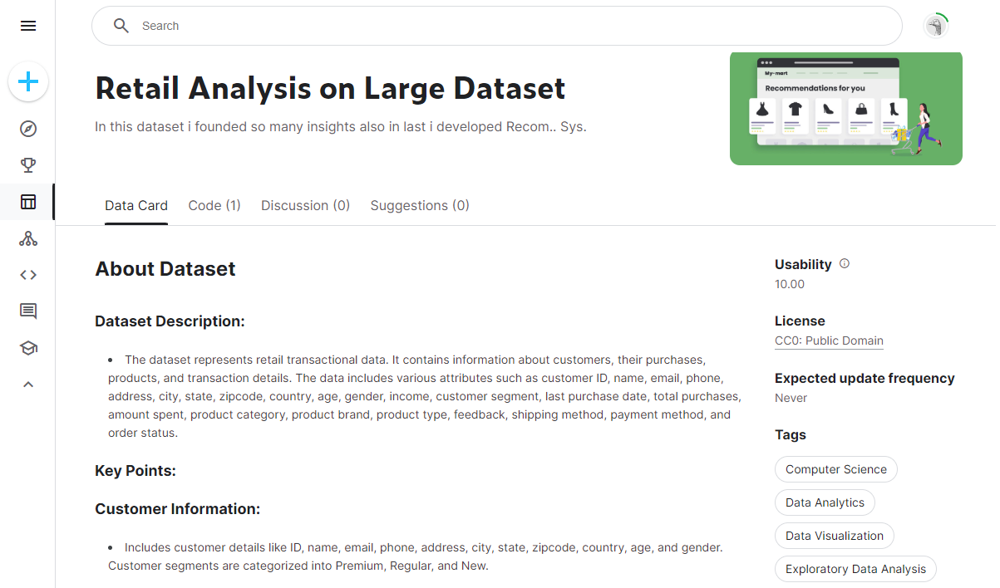 Search
Retail Analysis on Large Dataset
In this dataset i founded so many insights also in last i developed Recom.. Sys.
My-mart
Recommendations for you
Data Card
Code (1)
Discussion (0)
Suggestions (0)
About Dataset
Dataset Description:
• The dataset represents retail transactional data. It contains information about customers, their purchases,
products, and transaction details. The data includes various attributes such as customer ID, name, email, phone,
address, city, state, zipcode, country, age, gender, income, customer segment, last purchase date, total purchases,
amount spent, product category, product brand, product type, feedback, shipping method, payment method, and
order status.
Key Points:
Customer Information:
• Includes customer details like ID, name, email, phone, address, city, state, zipcode, country, age, and gender.
Customer segments are categorized into Premium, Regular, and New.
Usability
10.00
License
CC0: Public Domain
Expected update frequency
Never
Tags
Computer Science
Data Analytics
Data Visualization
Exploratory Data Analysis